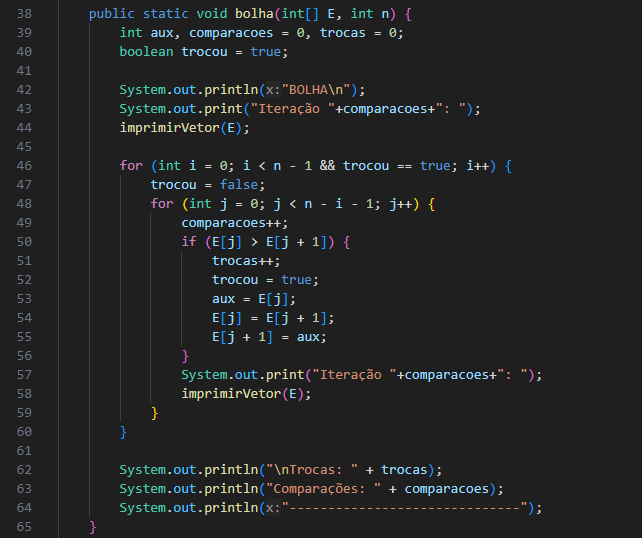 38 public static void bolha(int[] E, int n) {
39 int aux, comparacoes = 0, trocas = 0;
40 boolean trocou = true;
41
42 System.out.println(x:"BOLHA\n");
43 System.out.print("Iteração "+comparacoes+": ");
44 imprimirVetor(E);
45
46 for (int i = 0; i < n - 1 && trocou == true; i++) {
47 trocou = false;
48 for (int j = 0; j < n - i - 1; j++) {
49 comparacoes++;
50 if (E[j] > E[j + 1]) {
51 trocas++;
52 trocou = true;
53 aux = E[j];
54 E[j] = E[j + 1];
55 E[j + 1] = aux;
56 }
57 System.out.print("Iteração "+comparacoes+": ");
58 imprimirVetor(E);
59 }
60 }
61
62 System.out.println("\nTrocas: " + trocas);
63 System.out.println("Comparações: " + comparacoes);
64 System.out.println(x:"------------------------------");
65 }